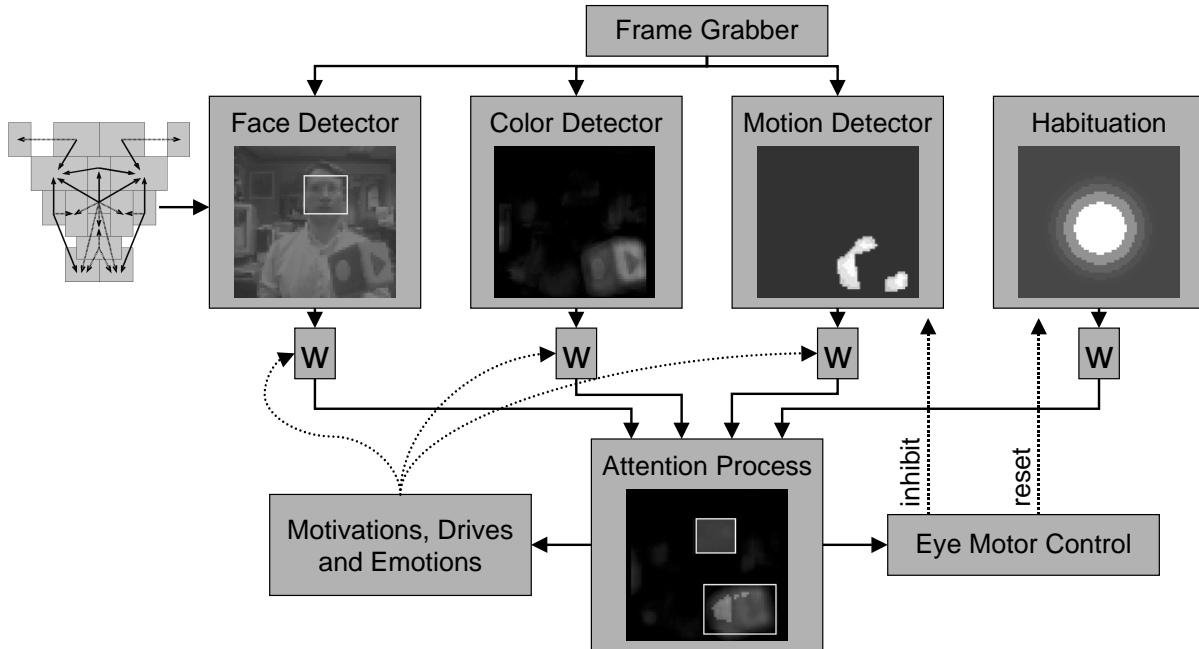 Frame Grabber
Face Detector
Color Detector
Motion Detector
Habituation
w
w
w
w
Attention Process
inhibit
reset
Motivations, Drives
and Emotions
Eye Motor Control